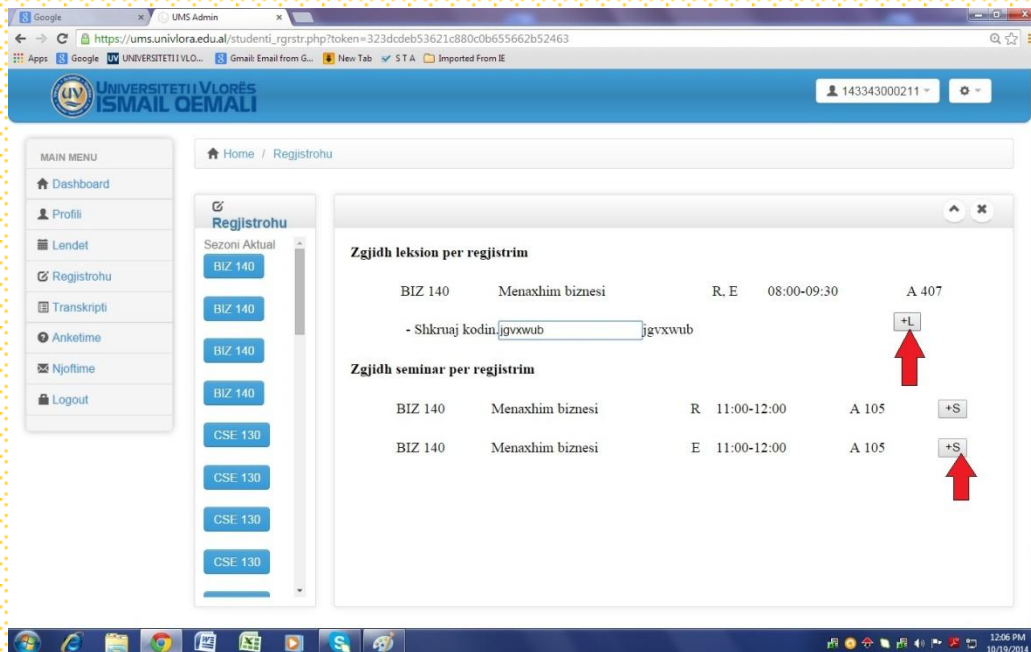 Google
UMS Admin
https://ums.univlora.edu.al/studenti_rgrstr.php?token=323dcdeb53621c880c0b655662b52463
Apps Google UNIVERSITETI I VLO... Gmail: Email from G... New Tab S T A Imported From IE
UNIVERSITETI I VLORËS
ISMAIL QEMALI
143343000211
MAIN MENU
Dashboard
Profili
Lendet
Regjistrohu
Transkripti
Anketime
Njoftime
Logout
Home / Regjistrohu
Regjistrohu
Sezoni Aktual
BIZ 140
BIZ 140
BIZ 140
BIZ 140
CSE 130
CSE 130
CSE 130
CSE 130
Zgjidh leksion per regjistrim
BIZ 140 Menaxhim biznesi R, E 08:00-09:30 A 407
- Shkruaj kodin. jgvxwub jgvxwub +L
Zgjidh seminar per regjistrim
BIZ 140 Menaxhim biznesi R 11:00-12:00 A 105 +S
BIZ 140 Menaxhim biznesi E 11:00-12:00 A 105 +S
12:06 PM
10/19/2014